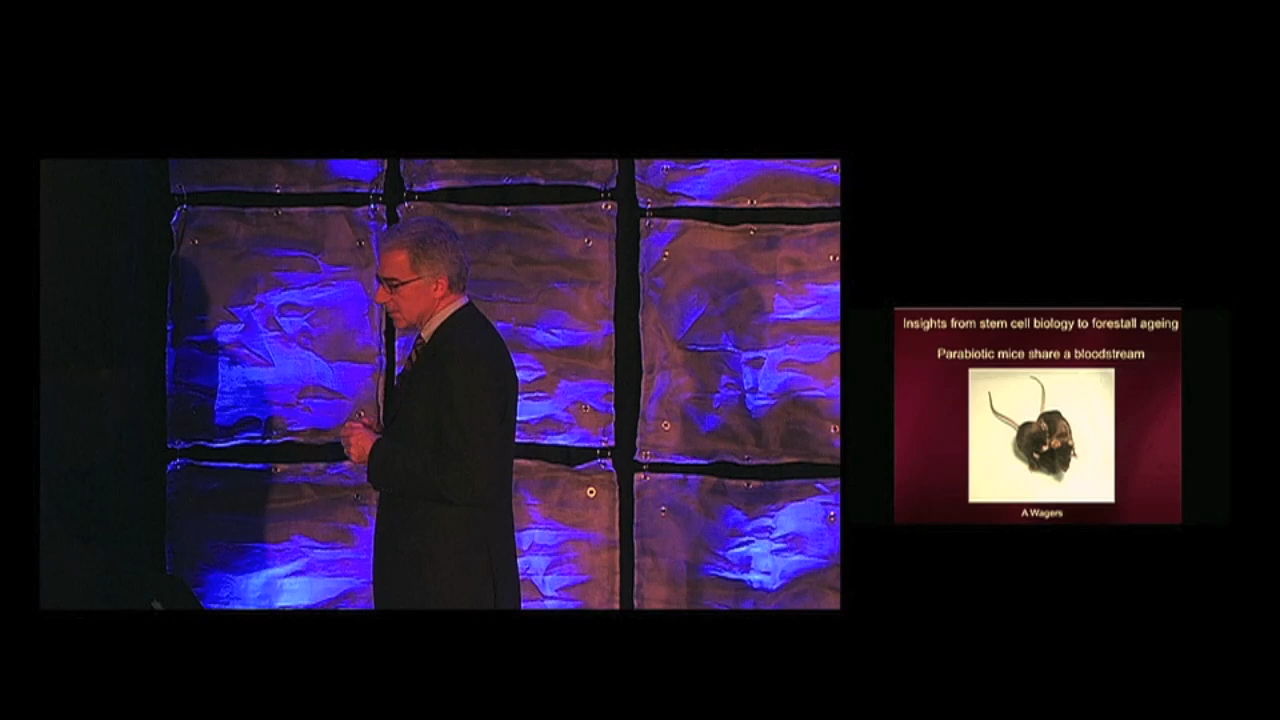 Insights from stem cell biology to forestall ageing
Parabiotic mice share a bloodstream
A Wagers